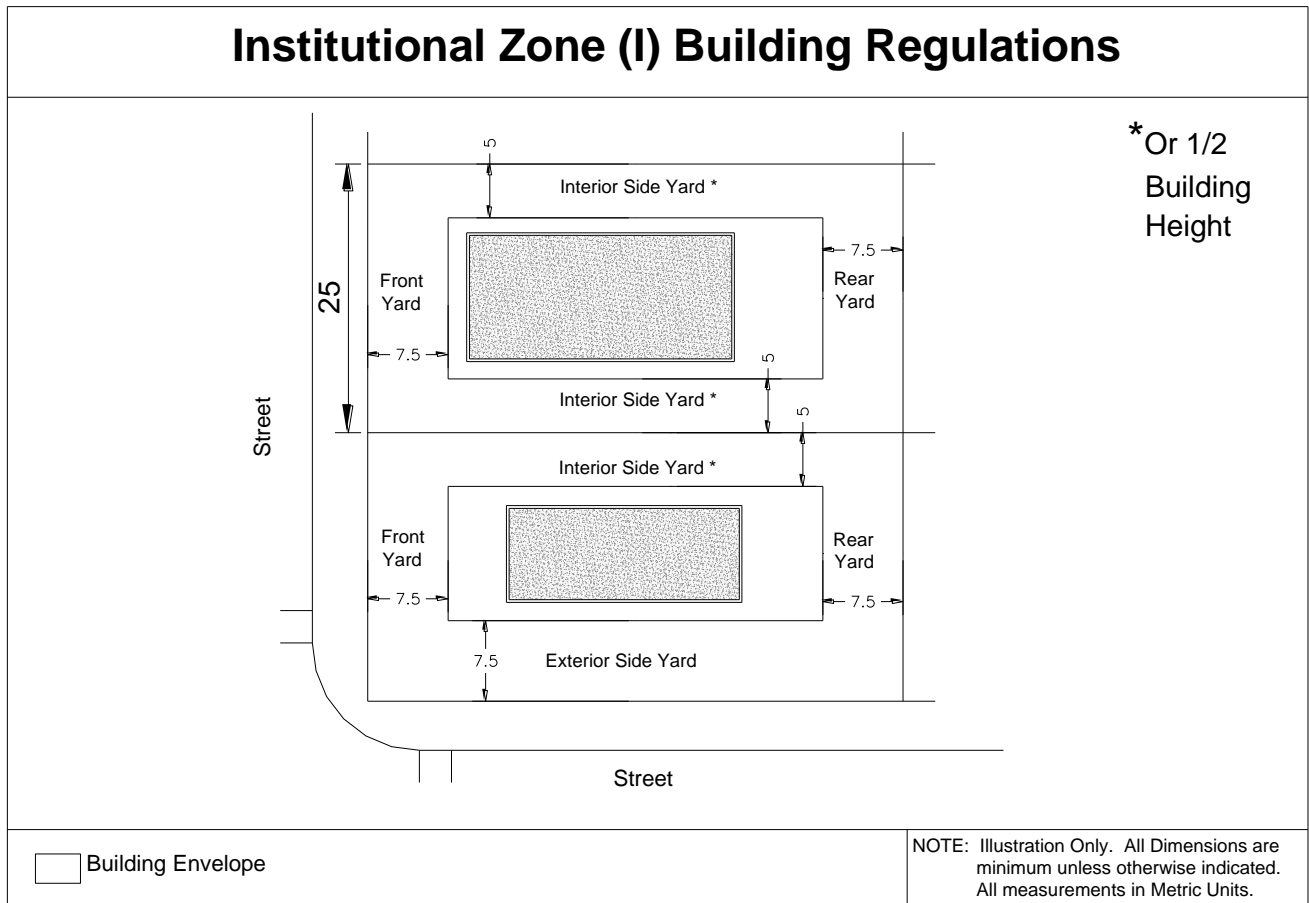 Institutional Zone (I) Building Regulations
*Or 1/2
Building
Height
5
Interior Side Yard *
7.5
Front
Yard
Rear
Yard
25
7.5
5
Interior Side Yard *
5
Street
Interior Side Yard *
Front
Yard
Rear
Yard
7.5
7.5
7.5
Exterior Side Yard
Street
Building Envelope
NOTE: Illustration Only. All Dimensions are
minimum unless otherwise indicated.
All measurements in Metric Units.